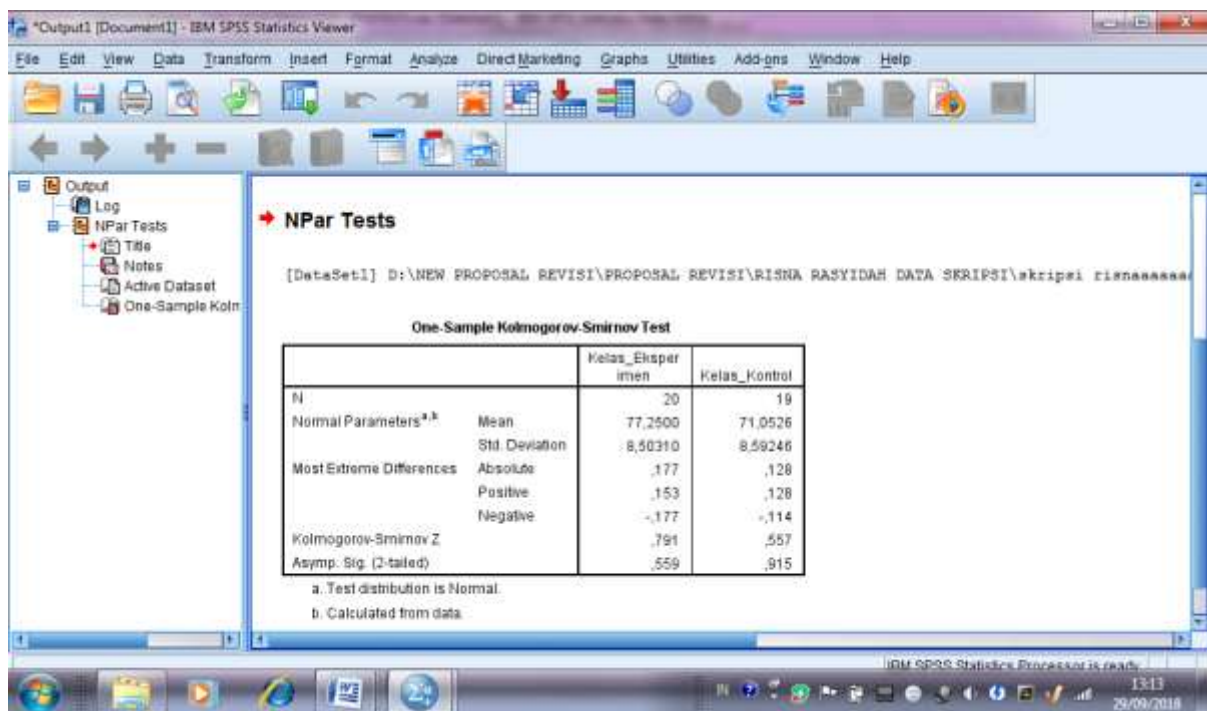 *Output1 [Document1] - IBM SPSS Statistics Viewer
File Edit View Data Transform Insert Format Analyze Direct Marketing Graphs Utilities Add-ons Window Help
Output
Log
NPar Tests
Title
Notes
Active Dataset
One-Sample Kolm
NPar Tests
[DataSet1] D:\NEW PROPOSAL REVISI\PROPOSAL REVISI\RISNA RASYIDAH DATA SKRIPSI\skripsi
One-Sample Kolmogorov-Smirnov Test
Kelas_Eksper
imen Kelas_Kontrol
N 20 19
Normal Parameters a,b Mean 77,2500 71,0526
Std. Deviation 8,50310 8,59246
Most Extreme Differences Absolute ,177 ,128
Positive ,153 ,128
Negative -,177 -,114
Kolmogorov-Smirnov Z ,791 ,557
Asymp. Sig. (2-tailed) ,559 ,915
a. Test distribution is Normal.
b. Calculated from data.
IBM SPSS Statistics Processor is ready
IN
13:13
29/09/2018